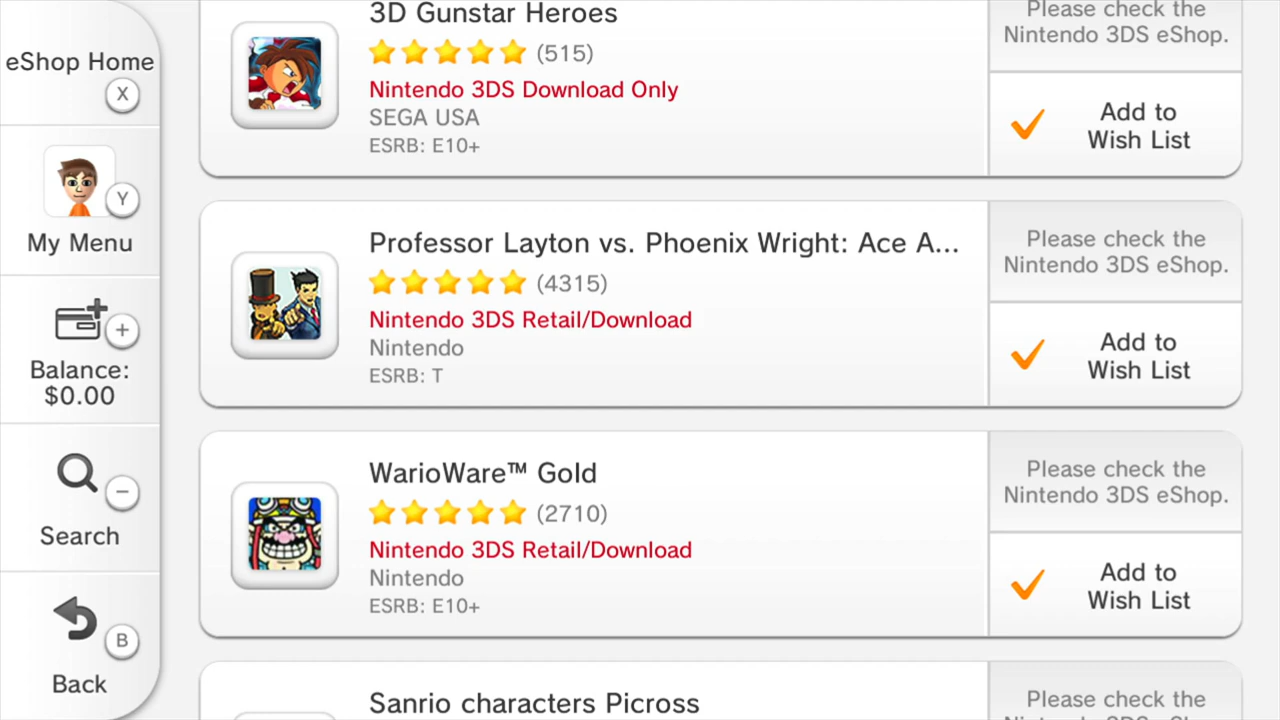 eShop Home
X
Y
My Menu
+
Balance:
$0.00
−
Search
B
Back
3D Gunstar Heroes
(515)
Nintendo 3DS Download Only
SEGA USA
ESRB: E10+
Please check the
Nintendo 3DS eShop.
Add to
Wish List
Professor Layton vs. Phoenix Wright: Ace A...
(4315)
Nintendo 3DS Retail/Download
Nintendo
ESRB: T
Please check the
Nintendo 3DS eShop.
Add to
Wish List
WarioWare™ Gold
(2710)
Nintendo 3DS Retail/Download
Nintendo
ESRB: E10+
Please check the
Nintendo 3DS eShop.
Add to
Wish List
Sanrio characters Picross
Please check the